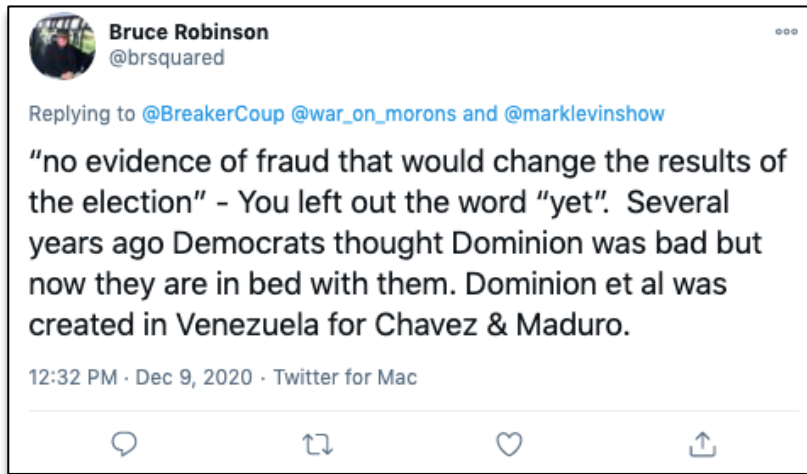 Bruce Robinson
@brsquared
Replying to @BreakerCoup @war_on_morons and @marklevinshow
“no evidence of fraud that would change the results of
the election” - You left out the word “yet”.  Several
years ago Democrats thought Dominion was bad but
now they are in bed with them. Dominion et al was
created in Venezuela for Chavez & Maduro.
12:32 PM · Dec 9, 2020 · Twitter for Mac